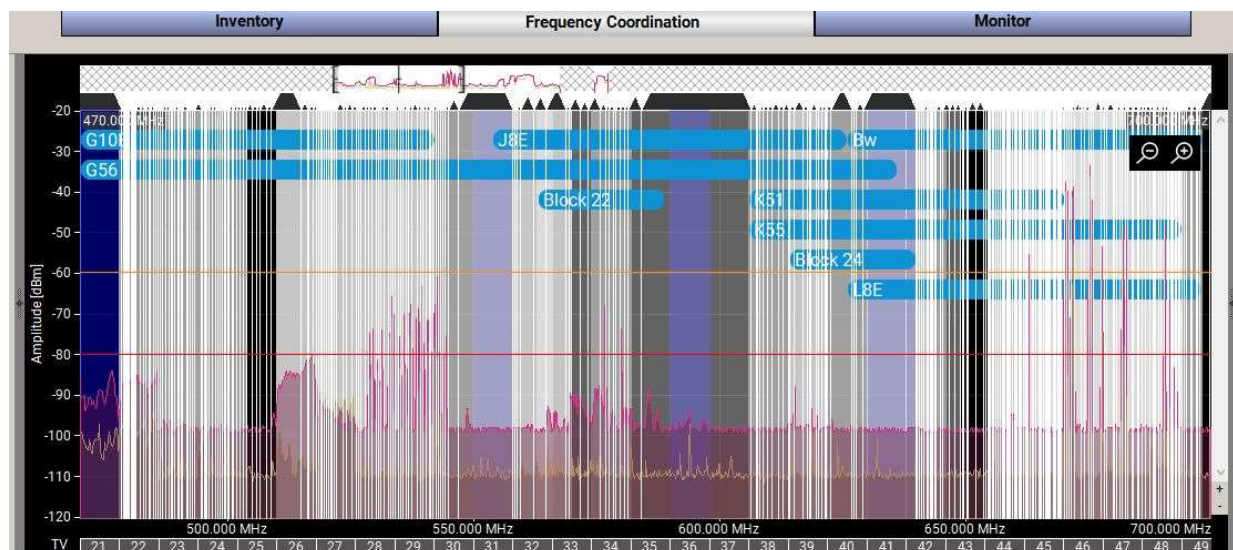 Inventory Frequency Coordination Monitor
-20
470.000 MHz 700.000 MHz
J8E Bw
-30
G56
-40
Block 22 K51
-50
K55
Block 24
-60
L8E
-70
Amplitude [dBm]
-80
-90
-100
-110
+
-
-120
500.000 MHz 550.000 MHz 600.000 MHz 650.000 MHz 700.000 MHz
TV 21 22 23 24 25 26 27 28 29 30 31 32 33 34 35 36 37 38 39 40 41 42 43 44 45 46 47 48 49